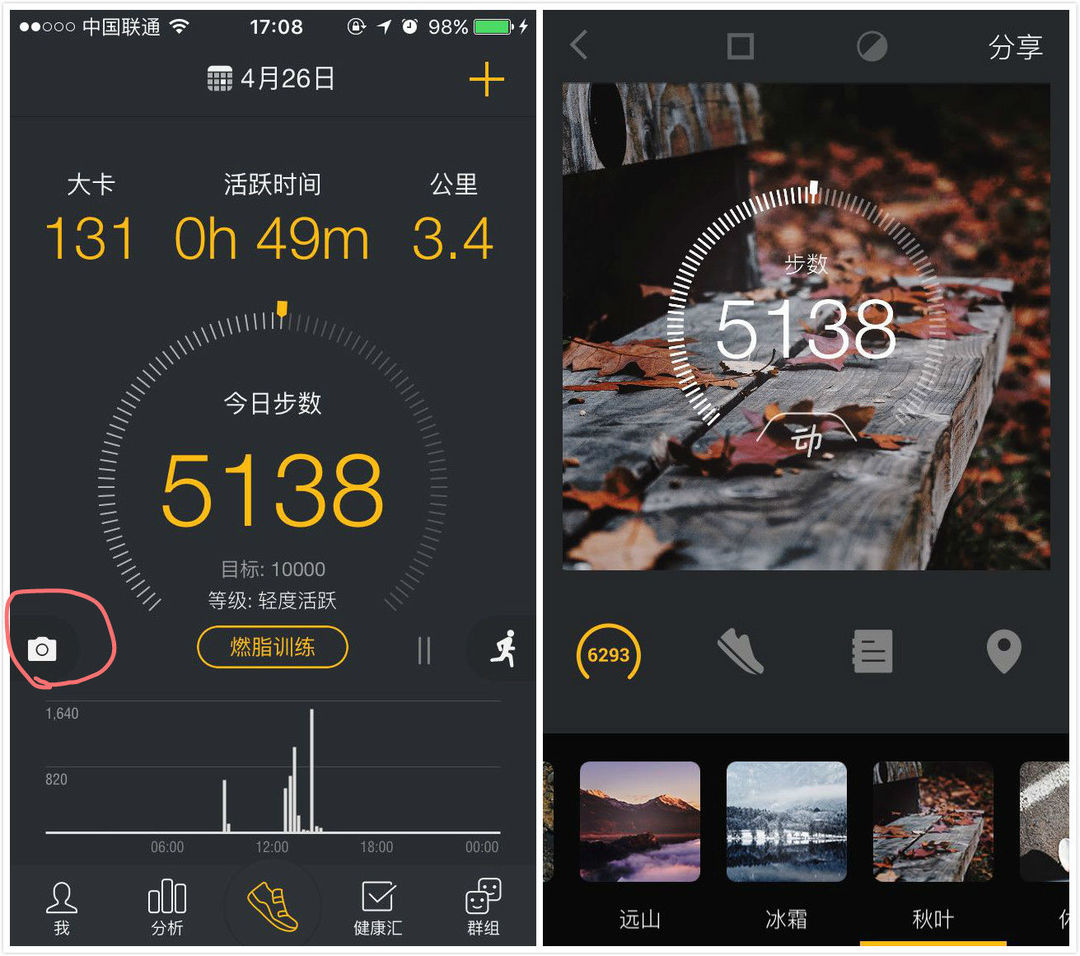 中国联通 17:08 98%
4月26日
大卡 活跃时间 公里
131 0h 49m 3.4
今日步数
5138
目标: 10000
等级: 轻度活跃
燃脂训练
1,640
820
06:00 12:00 18:00 00:00
我 分析 健康汇 群组
分享
步数
5138
动
6293
远山 冰霜 秋叶